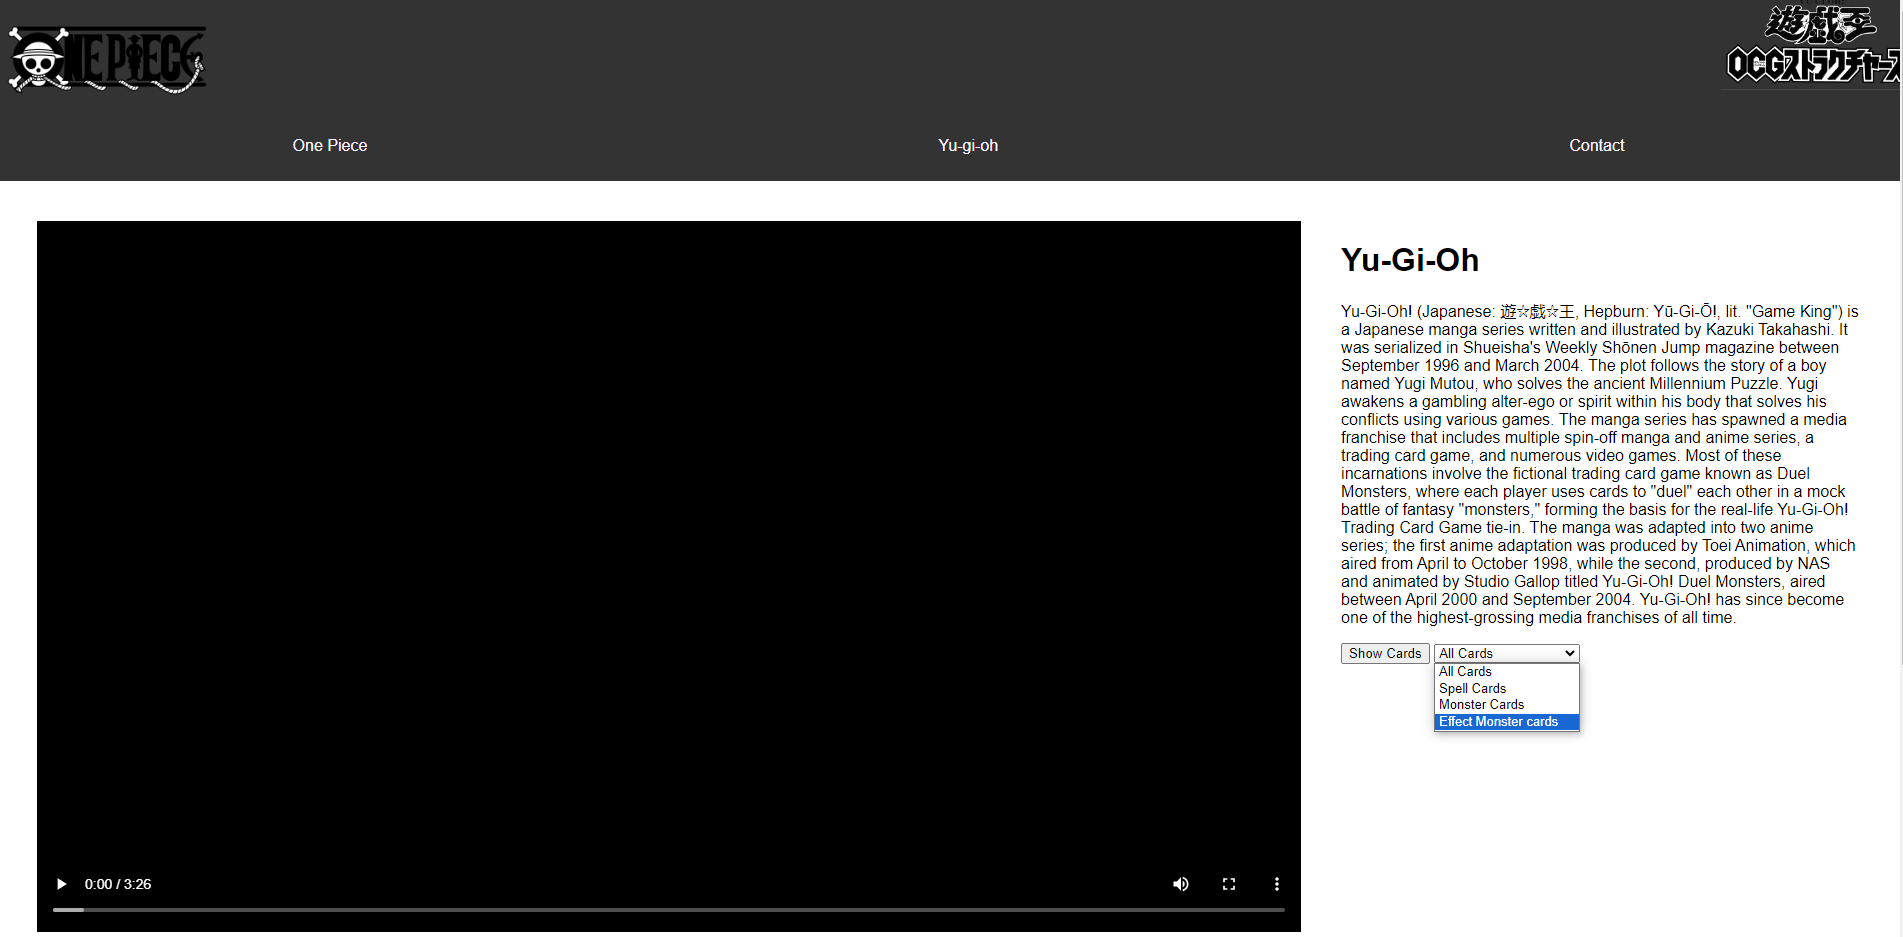 ONE PIECE
遊戯王
OCGストラクチャーズ
One Piece
Yu-gi-oh
Contact
Yu-Gi-Oh
Yu-Gi-Oh! (Japanese: 遊☆戯☆王, Hepburn: Yū-Gi-Ō!, lit. "Game King") is
a Japanese manga series written and illustrated by Kazuki Takahashi. It
was serialized in Shueisha's Weekly Shōnen Jump magazine between
September 1996 and March 2004. The plot follows the story of a boy
named Yugi Mutou, who solves the ancient Millennium Puzzle. Yugi
awakens a gambling alter-ego or spirit within his body that solves his
conflicts using various games. The manga series has spawned a media
franchise that includes multiple spin-off manga and anime series, a
trading card game, and numerous video games. Most of these
incarnations involve the fictional trading card game known as Duel
Monsters, where each player uses cards to "duel" each other in a mock
battle of fantasy "monsters," forming the basis for the real-life Yu-Gi-Oh!
Trading Card Game tie-in. The manga was adapted into two anime
series; the first anime adaptation was produced by Toei Animation, which
aired from April to October 1998, while the second, produced by NAS
and animated by Studio Gallop titled Yu-Gi-Oh! Duel Monsters, aired
between April 2000 and September 2004. Yu-Gi-Oh! has since become
one of the highest-grossing media franchises of all time.
Show Cards
All Cards
All Cards
Spell Cards
Monster Cards
Effect Monster cards
0:00 / 3:26